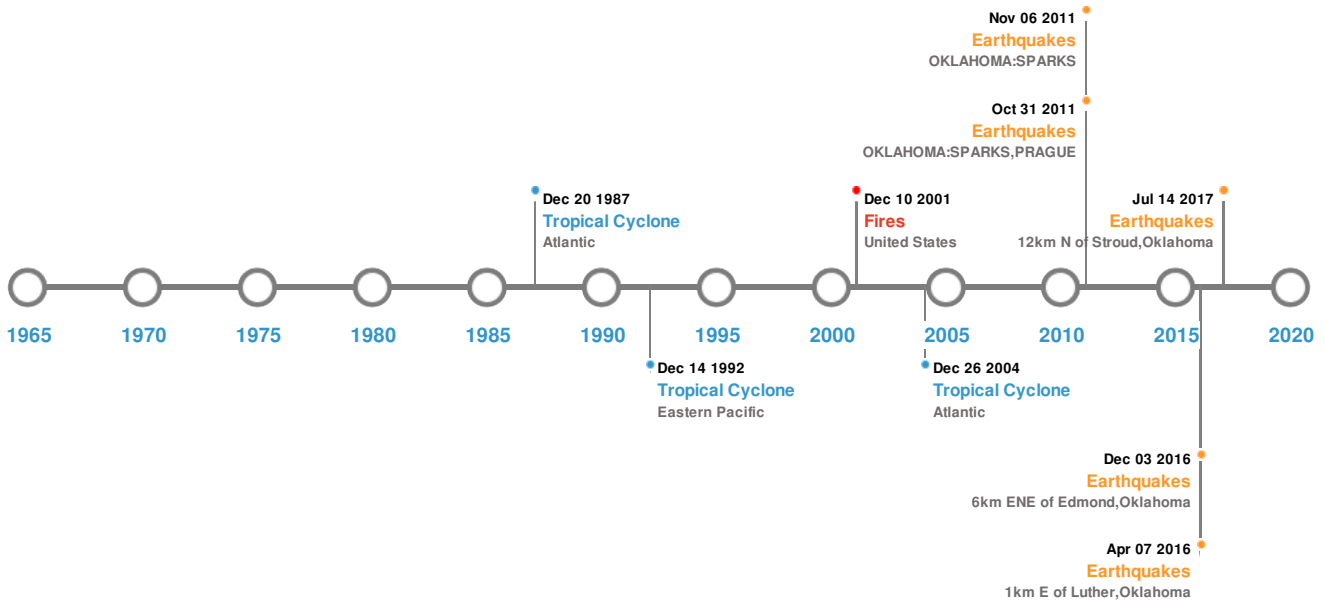 Nov 06 2011
Earthquakes
OKLAHOMA:SPARKS
Oct 31 2011
Earthquakes
OKLAHOMA:SPARKS,PRAGUE
Dec 20 1987
Tropical Cyclone
Atlantic
Dec 10 2001
Fires
United States
Jul 14 2017
Earthquakes
12km N of Stroud,Oklahoma
1965 1970 1975 1980 1985 1990 1995 2000 2005 2010 2015 2020
Dec 14 1992
Tropical Cyclone
Eastern Pacific
Dec 26 2004
Tropical Cyclone
Atlantic
Dec 03 2016
Earthquakes
6km ENE of Edmond,Oklahoma
Apr 07 2016
Earthquakes
1km E of Luther,Oklahoma